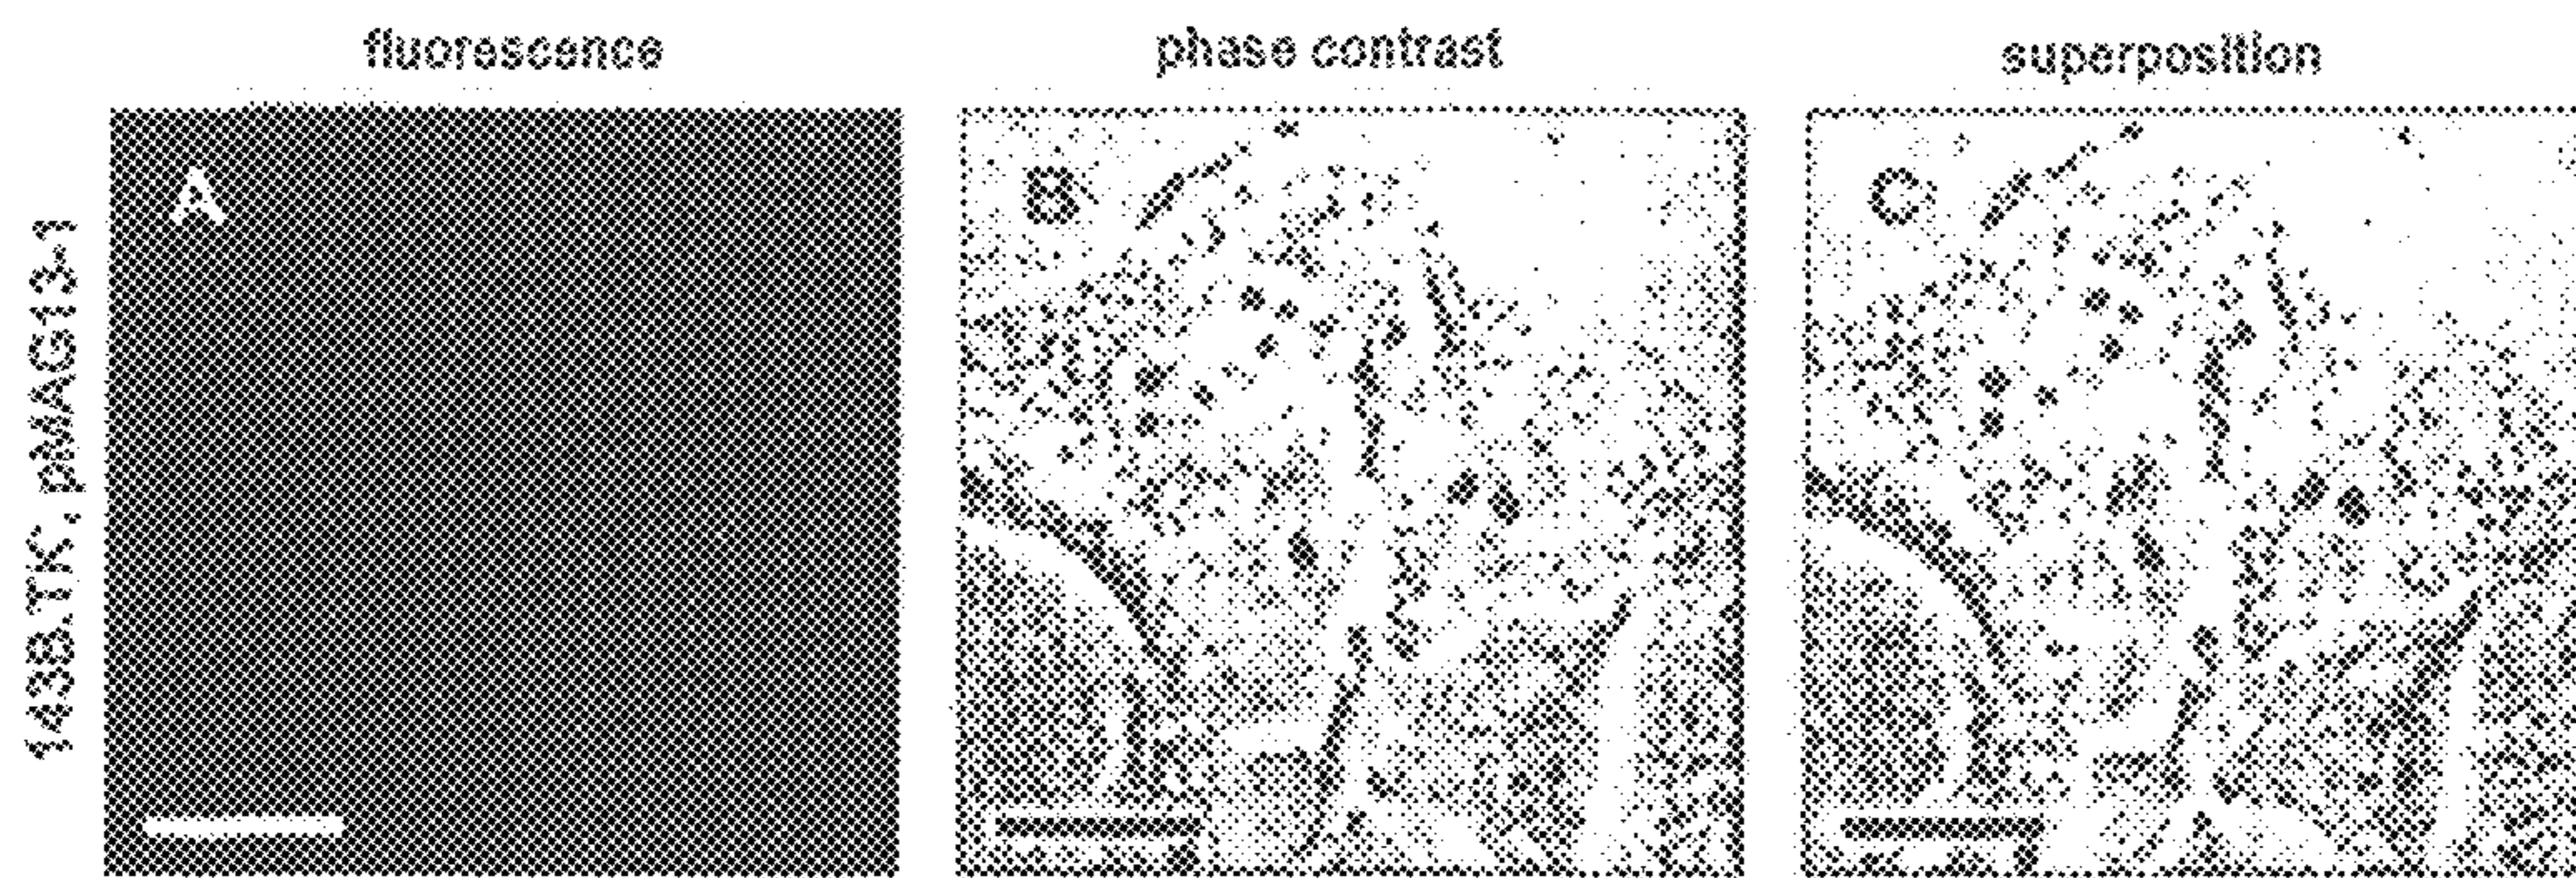 fluorescence
phase contrast
superposition
143B.TK⁻, pMAG13-1
A
B
C